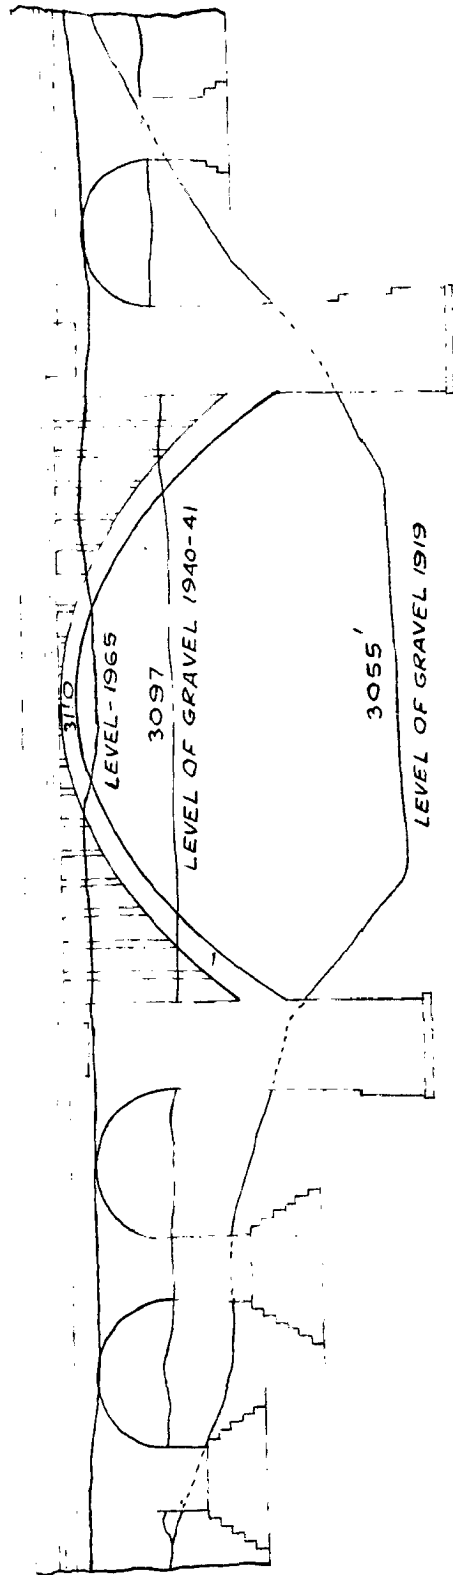 3110
LEVEL-1965
3097
LEVEL OF GRAVEL 1940-41
3055'
LEVEL OF GRAVEL 1919